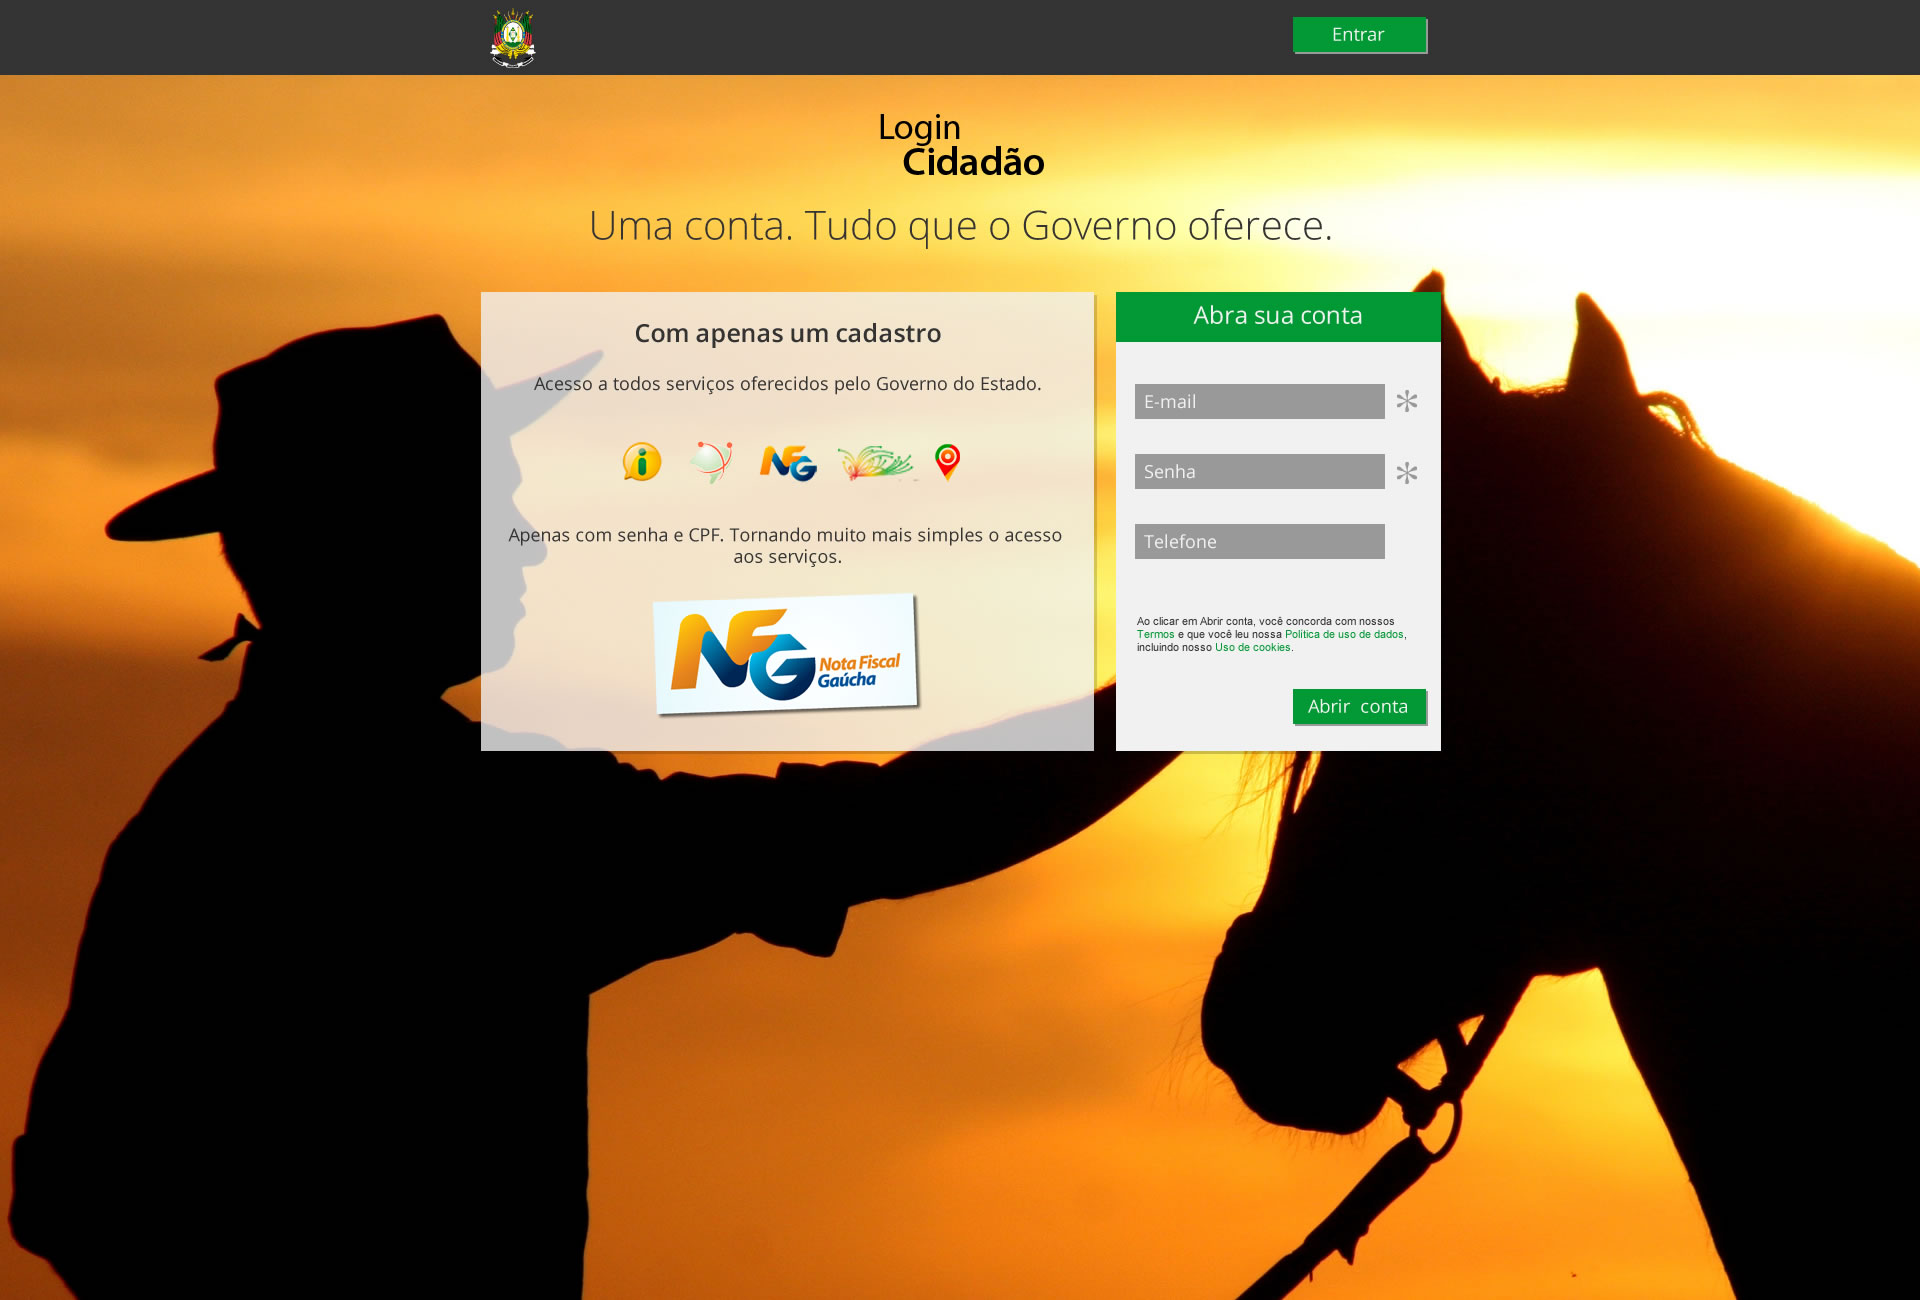 Entrar
Login
Cidadão
Uma conta. Tudo que o Governo oferece.
Com apenas um cadastro
Acesso a todos serviços oferecidos pelo Governo do Estado.
NFG
Apenas com senha e CPF. Tornando muito mais simples o acesso
aos serviços.
NFG Nota Fiscal
Gaúcha
Abra sua conta
E-mail *
Senha *
Telefone
Ao clicar em Abrir conta, você concorda com nossos
Termos e que você leu nossa Política de uso de dados,
incluindo nosso Uso de cookies.
Abrir conta